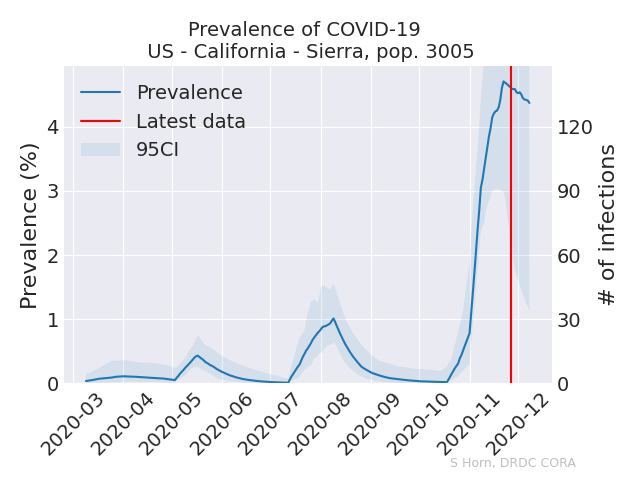 Prevalence of COVID-19
US - California - Sierra, pop. 3005
Prevalence
Latest data
95CI
Prevalence (%)
4
3
2
1
0
120
90
60
30
0
# of infections
2020-03
2020-04
2020-05
2020-06
2020-07
2020-08
2020-09
2020-10
2020-11
2020-12
S Horn, DRDC CORA